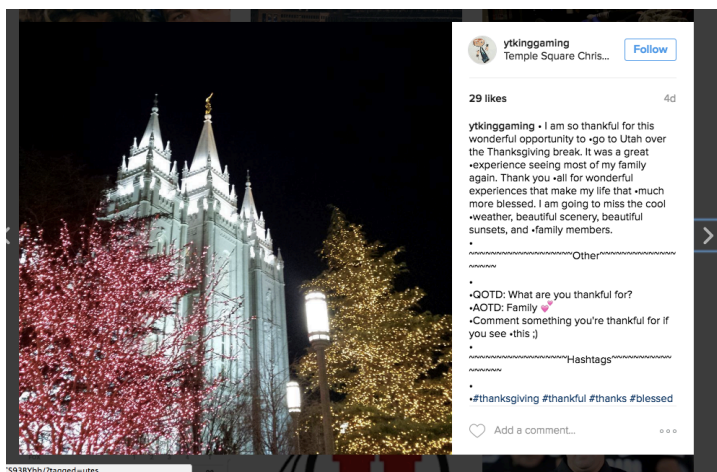 ytkinggaming
Temple Square Chris...
Follow
29 likes
4d
ytkinggaming • I am so thankful for this
wonderful opportunity to •go to Utah over
the Thanksgiving break. It was a great
•experience seeing most of my family
again. Thank you •all for wonderful
experiences that make my life that •much
more blessed. I am going to miss the cool
•weather, beautiful scenery, beautiful
sunsets, and •family members.
•
~~~~~~~~~~~~~~~~~~~Other~~~~~~~~~~~~~~
~~~~~
•
•QOTD: What are you thankful for?
•AOTD: Family 💕
•Comment something you're thankful for if
you see •this ;)
•
~~~~~~~~~~~~~~~~~~Hashtags~~~~~~~~~~~
~~~~~~
•
•#thanksgiving #thankful #thanks #blessed
Add a comment...